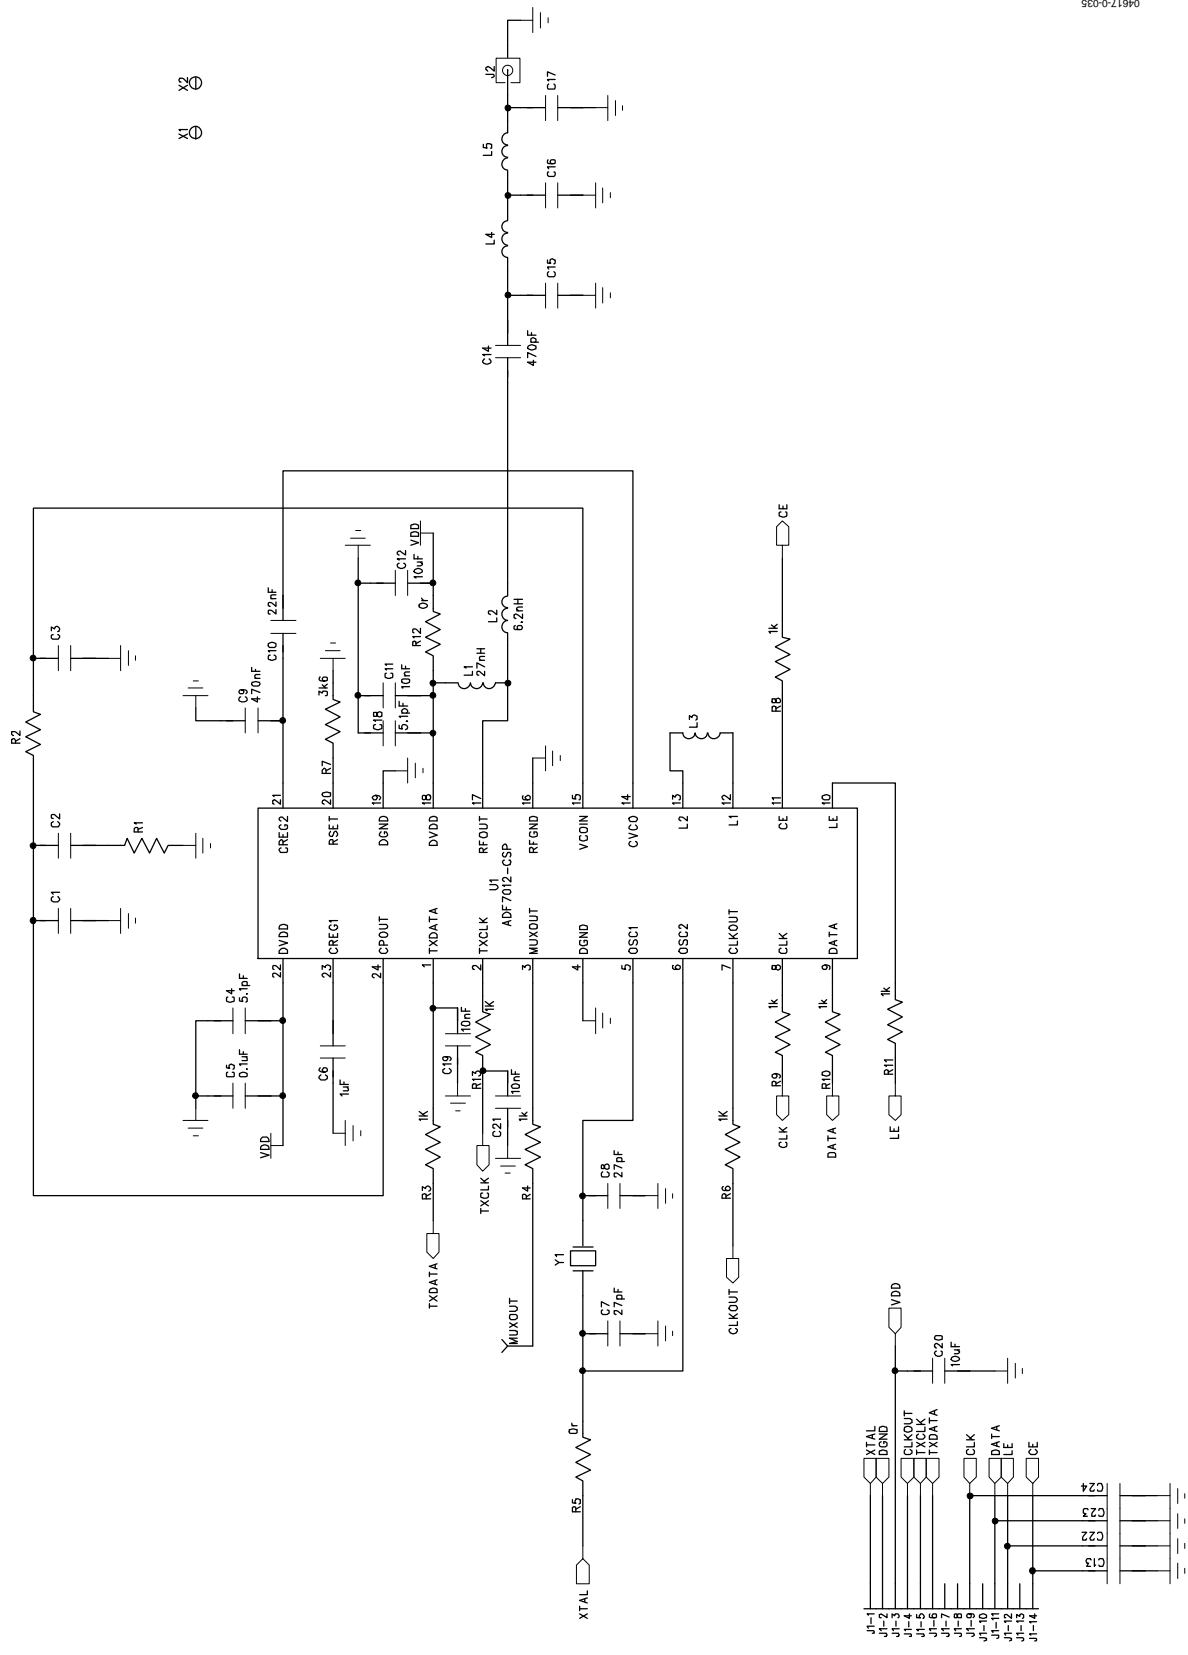 04617-0-035
X2
X1
J2
C17
L5
C16
L4
C15
C14
470pF
R2
C3
C2
R1
C1
22nF
C10
C9
470nF
3k6
R7
C12
10uF
VDD
0r
R12
C11
10nF
C18
5.1pF
L1
27nH
L2
6.2nH
CE
1k
R8
L3
21
20
19
18
17
16
15
14
13
12
11
10
CREG2
RSET
DGND
DVDD
RFOUT
RFGND
VCOIN
CVCO
L2
L1
CE
LE
U1
ADF7012-CSP
DVDD
CREG1
CPOUT
TXDATA
TXCLK
MUXOUT
DGND
OSC1
OSC2
CLKOUT
CLK
DATA
22
23
24
1
2
3
4
5
6
7
8
9
C4
5.1pF
C5
0.1uF
VDD
C6
1uF
C19
10nF
1K
R13
C21
10nF
1K
R3
TXDATA
TXCLK
1k
R4
MUXOUT
C8
27pF
Y1
C7
27pF
0r
R5
XTAL
1K
R6
CLKOUT
1k
R9
CLK
1k
R10
DATA
1k
R11
LE
VDD
C20
10uF
XTAL
DGND
CLKOUT
TXCLK
TXDATA
CLK
DATA
LE
CE
C24
C23
C22
C13
J1-1
J1-2
J1-3
J1-4
J1-5
J1-6
J1-7
J1-8
J1-9
J1-10
J1-11
J1-12
J1-13
J1-14